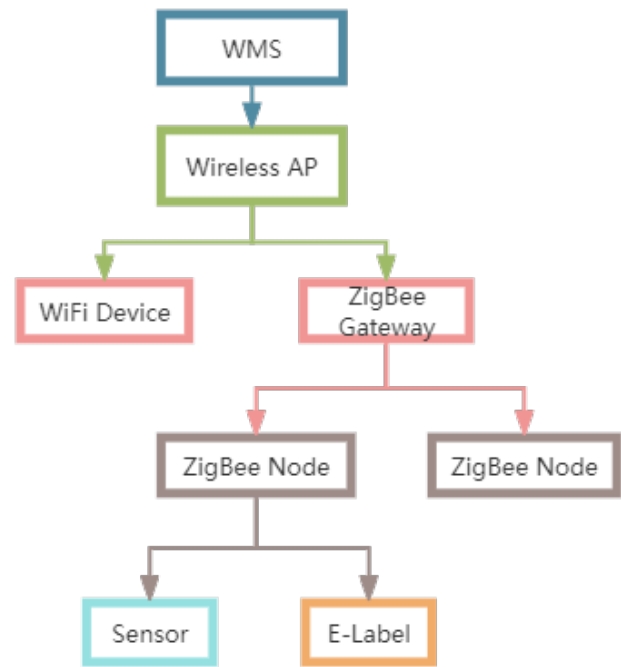 WMS
Wireless AP
WiFi Device
ZigBee
Gateway
ZigBee Node
ZigBee Node
Sensor
E-Label